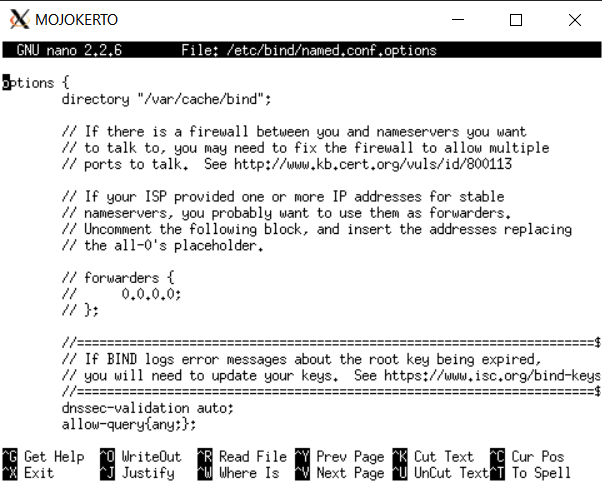 MOJOKERTO
GNU nano 2.2.6 File: /etc/bind/named.conf.options
options {
directory "/var/cache/bind";
// If there is a firewall between you and nameservers you want
// to talk to, you may need to fix the firewall to allow multiple
// ports to talk. See http://www.kb.cert.org/vuls/id/800113
// If your ISP provided one or more IP addresses for stable
// nameservers, you probably want to use them as forwarders.
// Uncomment the following block, and insert the addresses replacing
// the all-0's placeholder.
// forwarders {
// 0.0.0.0;
// };
//=====================================================================$
// If BIND logs error messages about the root key being expired,
// you will need to update your keys. See https://www.isc.org/bind-keys
//=====================================================================$
dnssec-validation auto;
allow-query{any;};
^G Get Help ^O WriteOut ^R Read File ^Y Prev Page ^K Cut Text ^C Cur Pos
^X Exit ^J Justify ^W Where Is ^V Next Page ^U UnCut Text ^T To Spell